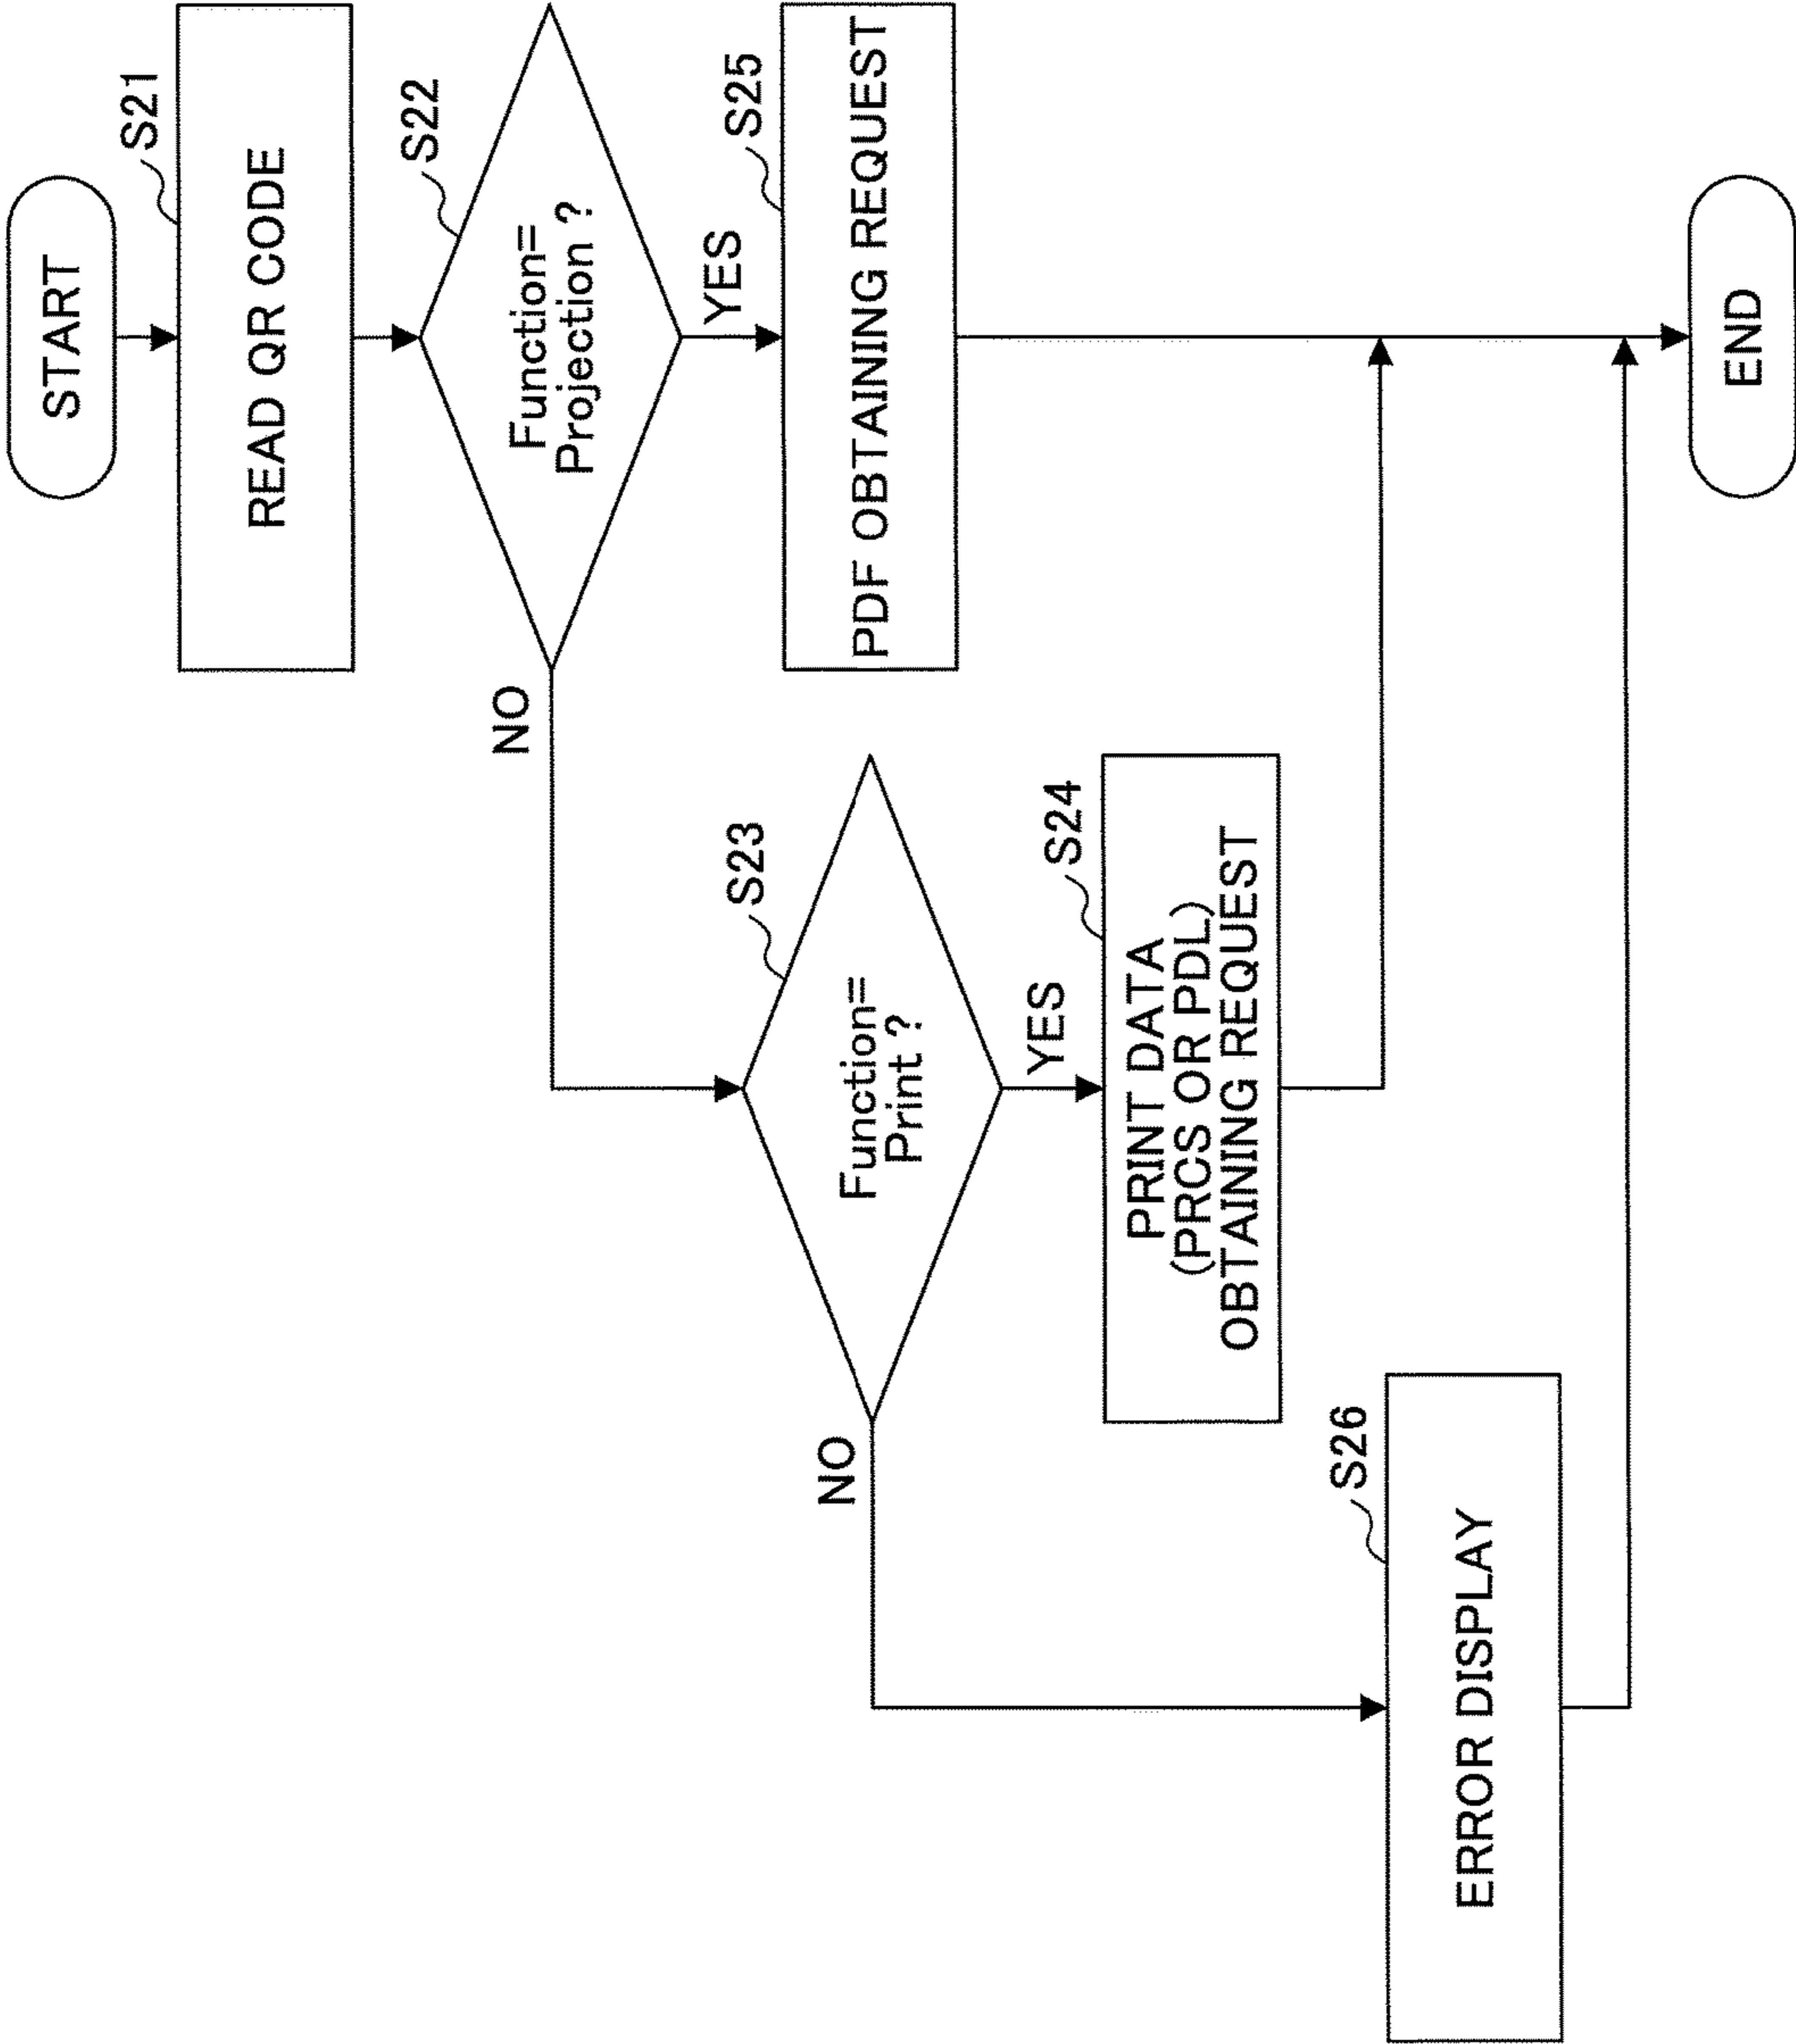 START
S21
READ QR CODE
S22
Function=
Projection ?
YES
NO
S25
PDF OBTAINING REQUEST
S23
Function=
Print ?
YES
NO
S24
PRINT DATA
(PRCS OR PDL)
OBTAINING REQUEST
S26
ERROR DISPLAY
END